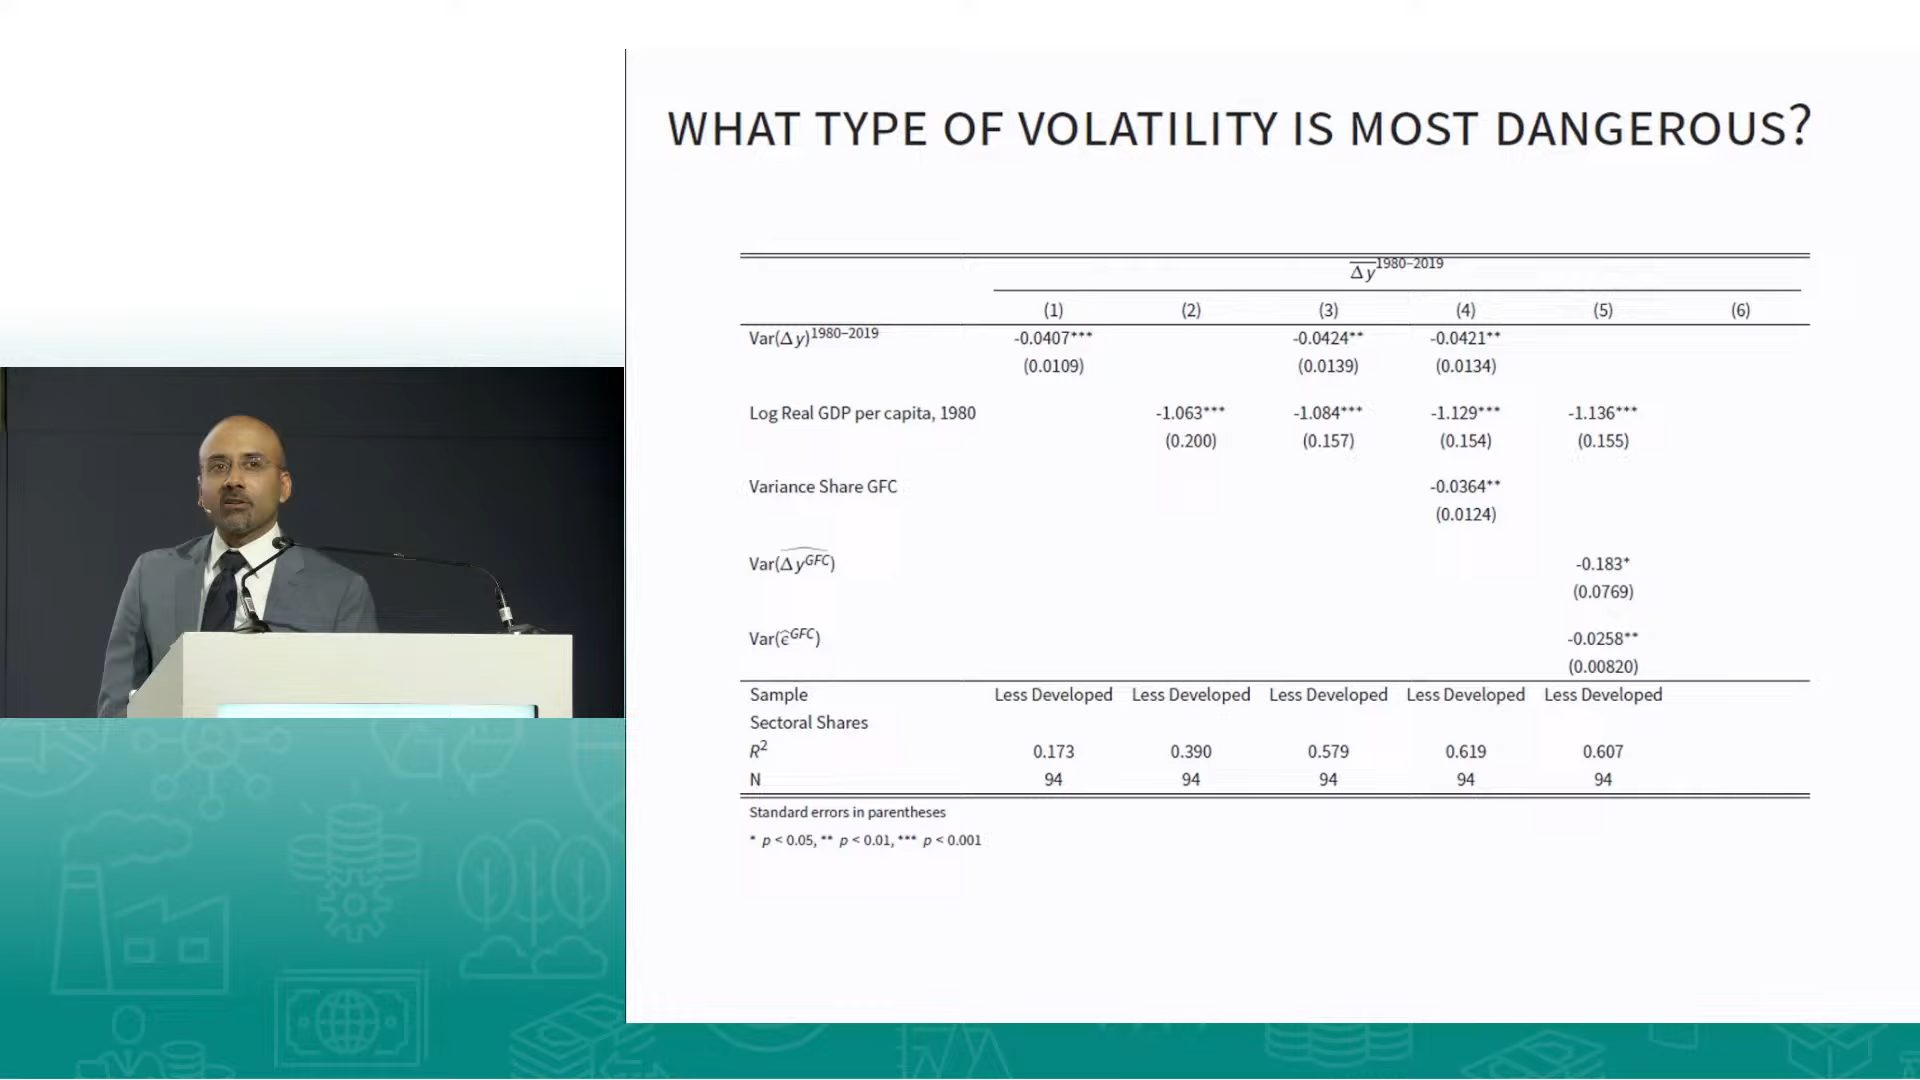 WHAT TYPE OF VOLATILITY IS MOST DANGEROUS?
Δy 1980–2019
(1) (2) (3) (4) (5) (6)
Var(Δy)1980–2019 -0.0407*** -0.0424** -0.0421**
(0.0109) (0.0139) (0.0134)
Log Real GDP per capita, 1980 -1.063*** -1.084*** -1.129*** -1.136***
(0.200) (0.157) (0.154) (0.155)
Variance Share GFC -0.0364**
(0.0124)
Var(Δy^GFC) -0.183*
(0.0769)
Var(ϵ̂^GFC) -0.0258**
(0.00820)
Sample Less Developed Less Developed Less Developed Less Developed Less Developed
Sectoral Shares
R2 0.173 0.390 0.579 0.619 0.607
N 94 94 94 94 94
Standard errors in parentheses
* p < 0.05, ** p < 0.01, *** p < 0.001